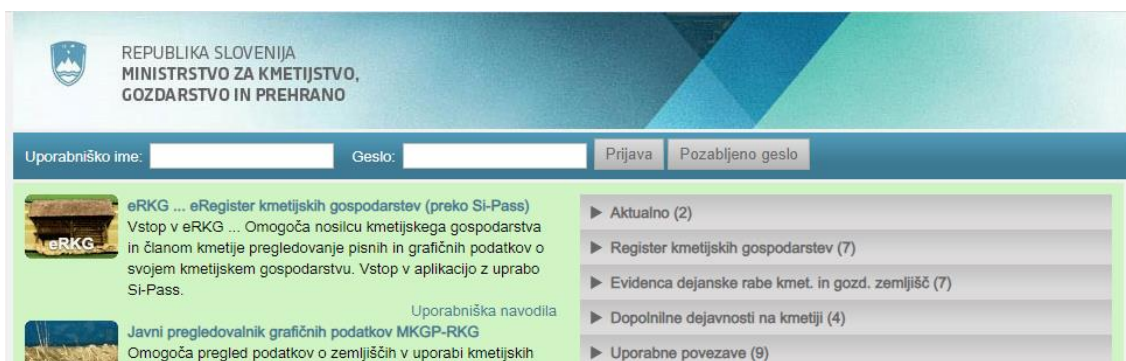 REPUBLIKA SLOVENIJA
MINISTRSTVO ZA KMETIJSTVO,
GOZDARSTVO IN PREHRANO
Uporabniško ime: Geslo: Prijava Pozabljeno geslo
eRKG
eRKG ... eRegister kmetijskih gospodarstev (preko Si-Pass)
Vstop v eRKG ... Omogoča nosilcu kmetijskega gospodarstva
in članom kmetije pregledovanje pisnih in grafičnih podatkov o
svojem kmetijskem gospodarstvu. Vstop v aplikacijo z uprabo
Si-Pass.
Uporabniška navodila
Javni pregledovalnik grafičnih podatkov MKGP-RKG
Omogoča pregled podatkov o zemljiščih v uporabi kmetijskih
Aktualno (2)
Register kmetijskih gospodarstev (7)
Evidenca dejanske rabe kmet. in gozd. zemljišč (7)
Dopolnilne dejavnosti na kmetiji (4)
Uporabne povezave (9)